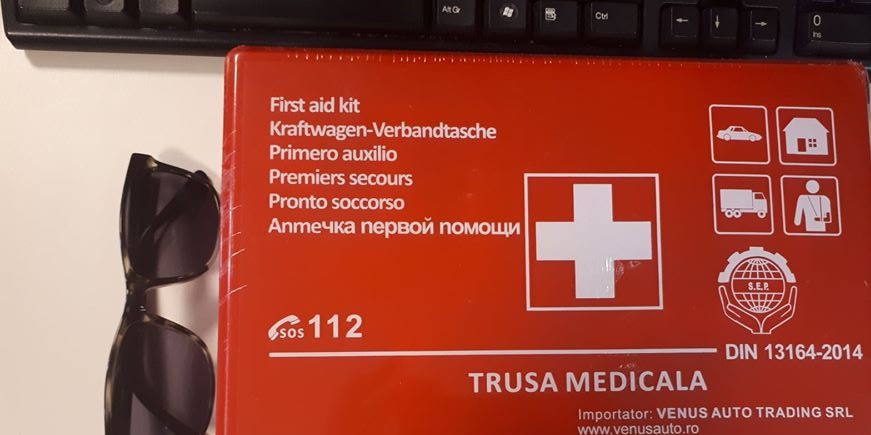 Alt Gr
Ctrl
0
Ins
First aid kit
Kraftwagen-Verbandtasche
Primero auxilio
Premiers secours
Pronto soccorso
Аптечка первой помощи
SOS 112
S.E.P.
DIN 13164-2014
TRUSA MEDICALA
Importator: VENUS AUTO TRADING SRL
www.venusauto.ro